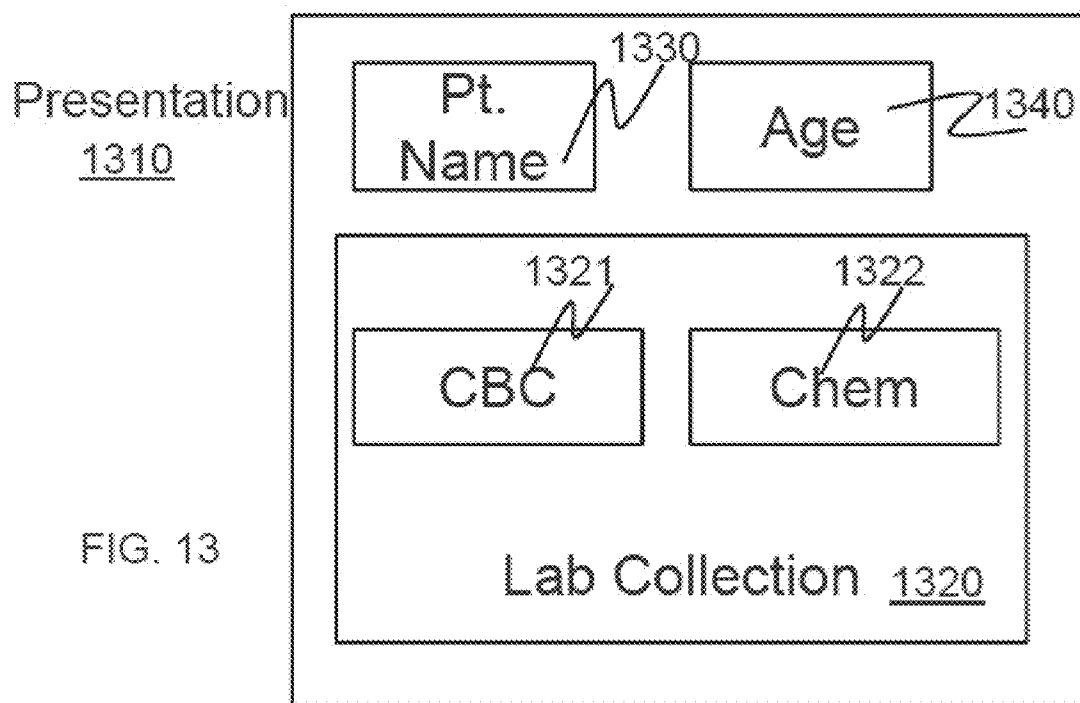 Presentation
1310
Pt.
Name
1330
Age
1340
1321
1322
CBC
Chem
Lab Collection 1320
FIG. 13